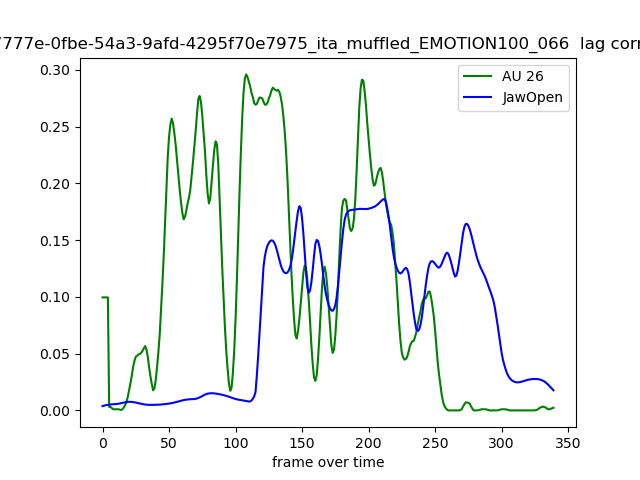 7777e-0fbe-54a3-9afd-4295f70e7975_ita_muffled_EMOTION100_066 lag corr
AU 26
JawOpen
0.30
0.25
0.20
0.15
0.10
0.05
0.00
0 50 100 150 200 250 300 350
frame over time